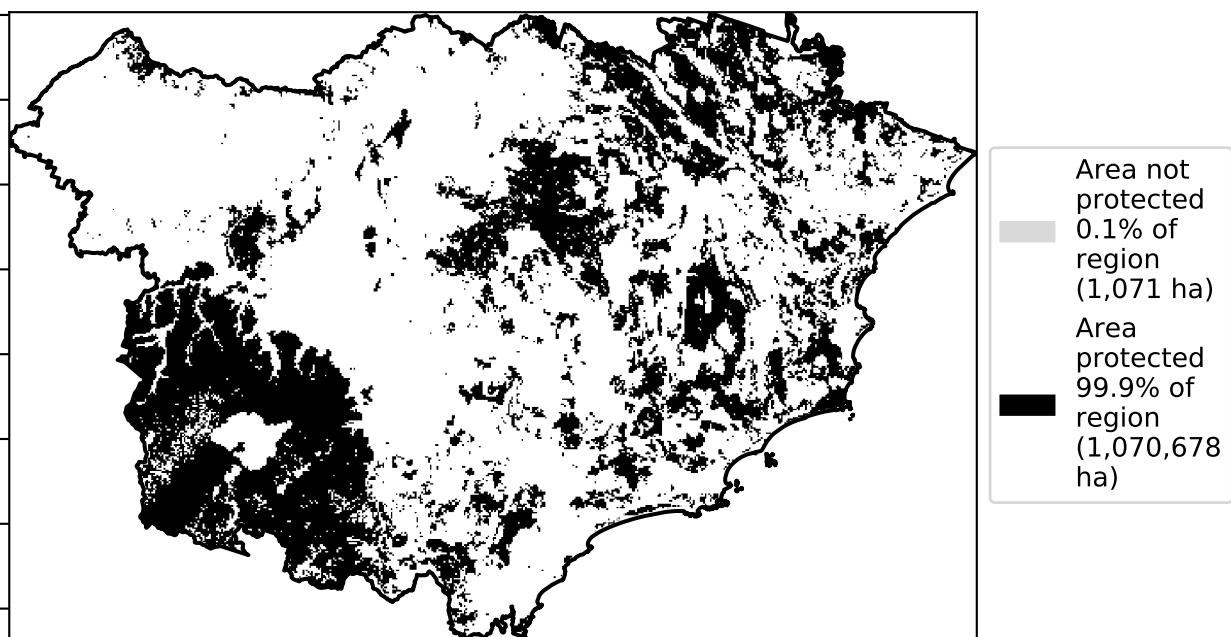 Area not
protected
0.1% of
region
(1,071 ha)
Area
protected
99.9% of
region
(1,070,678
ha)